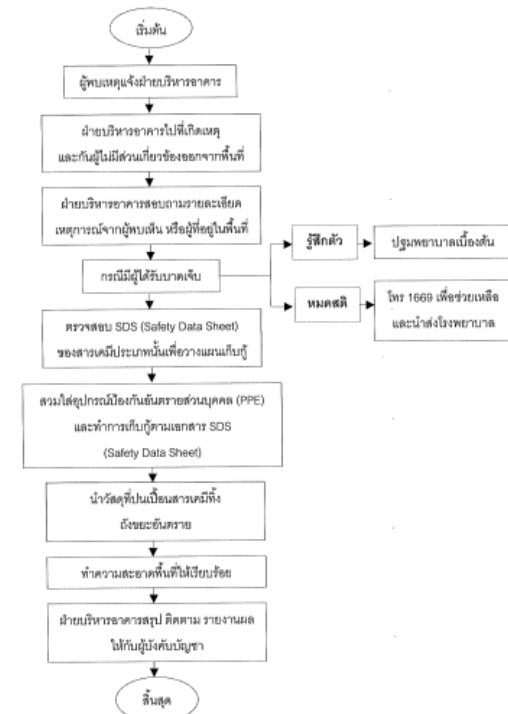 เริ่มต้น
ผู้พบเหตุแจ้งฝ่ายบริหารอาคาร
ฝ่ายบริหารอาคารไปที่เกิดเหตุ
และกันผู้ไม่มีส่วนเกี่ยวข้องออกจากพื้นที่
ฝ่ายบริหารอาคารสอบถามรายละเอียด
เหตุการณ์จากผู้พบเห็น หรือผู้ที่อยู่ในพื้นที่
กรณีมีผู้ได้รับบาดเจ็บ
รู้สึกตัว
ปฐมพยาบาลเบื้องต้น
หมดสติ
โทร 1669 เพื่อช่วยเหลือ
และนำส่งโรงพยาบาล
ตรวจสอบ SDS (Safety Data Sheet)
ของสารเคมีประเภทนั้นเพื่อวางแผนเก็บกู้
สวมใส่อุปกรณ์ป้องกันอันตรายส่วนบุคคล (PPE)
และทำการเก็บกู้ตามเอกสาร SDS
(Safety Data Sheet)
นำวัสดุที่ปนเปื้อนสารเคมีทิ้ง
ถังขยะอันตราย
ทำความสะอาดพื้นที่ให้เรียบร้อย
ฝ่ายบริหารอาคารสรุป ติดตาม รายงานผล
ให้กับผู้บังคับบัญชา
สิ้นสุด